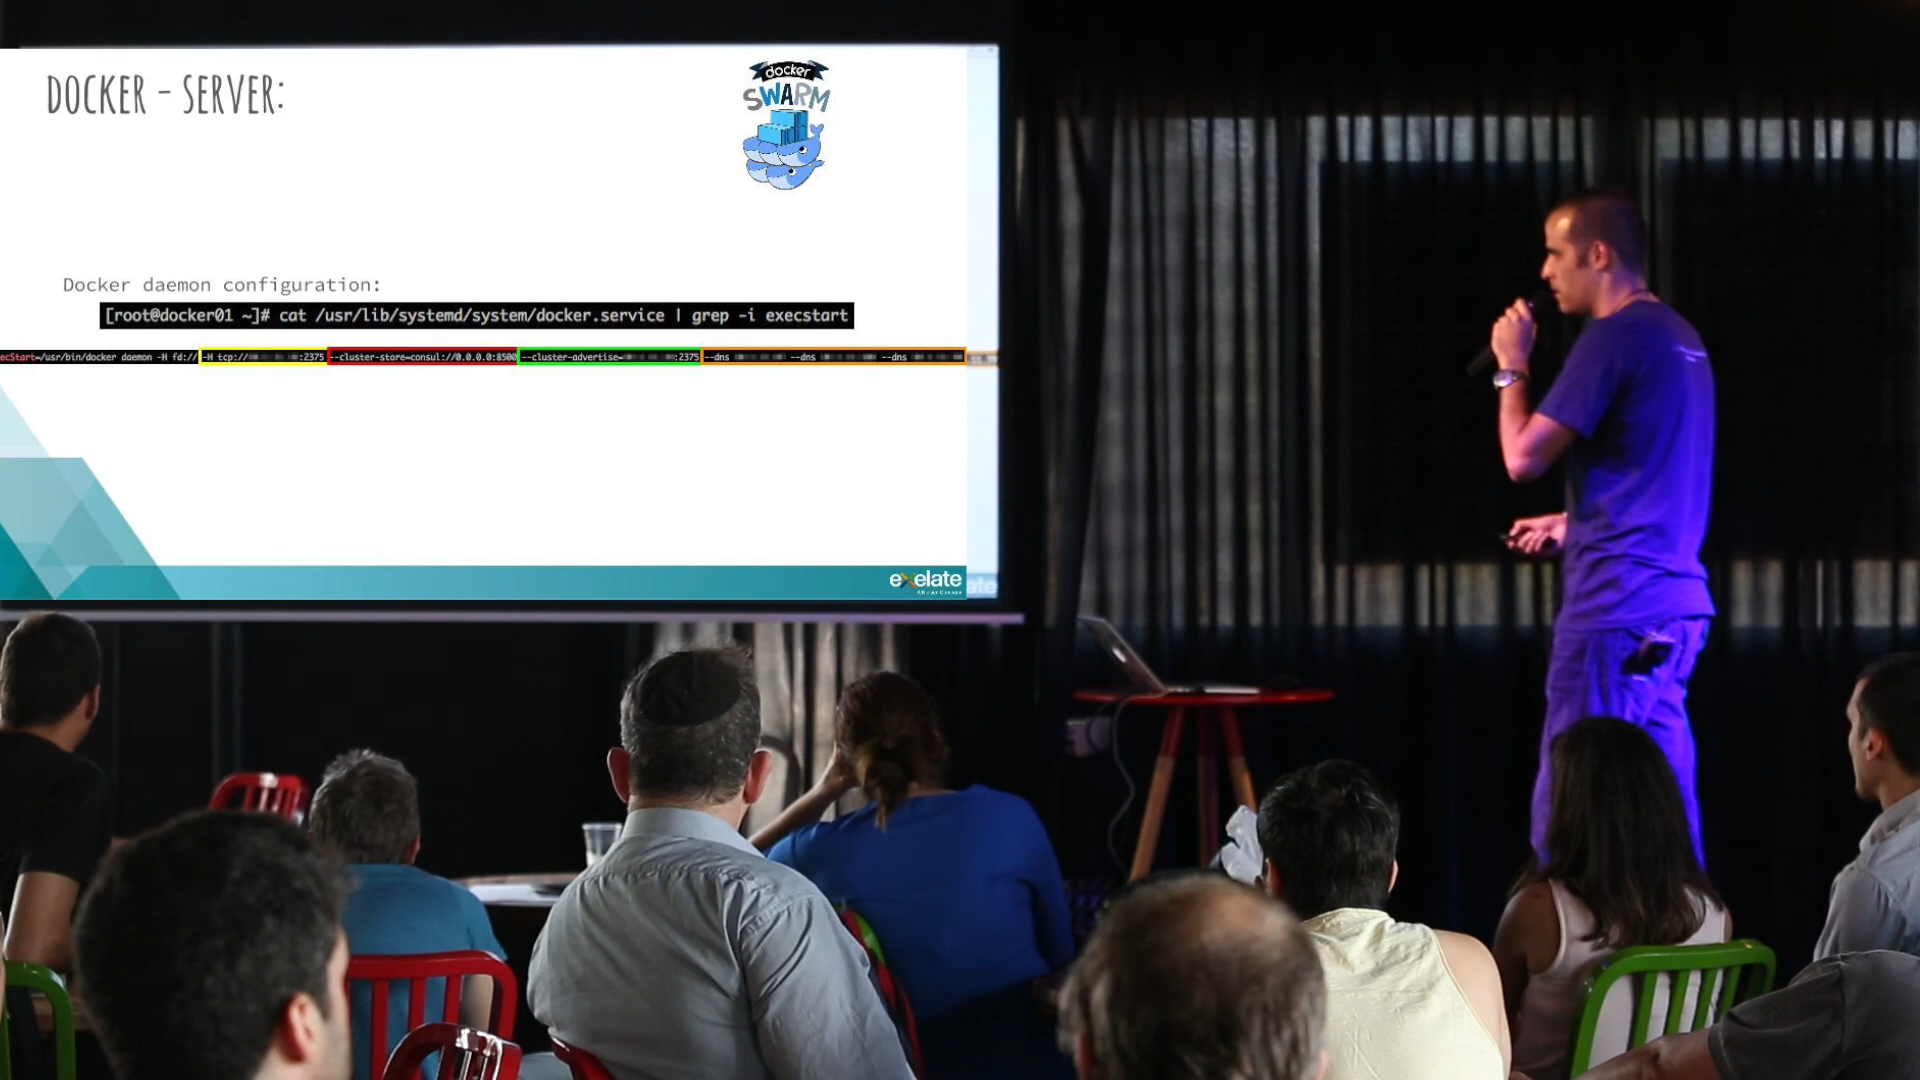 DOCKER - SERVER:
docker
SWARM
Docker daemon configuration:
[root@docker01 ~]# cat /usr/lib/systemd/system/docker.service | grep -i execstart
ecStart=/usr/bin/docker daemon -H fd:// -H tcp:// :2375 --cluster-store=consul://0.0.0.0:8500 --cluster-advertise= :2375 --dns --dns --dns
exelate
ate